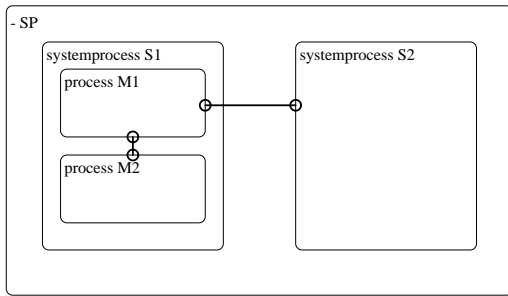 - SP
systemprocess S1
systemprocess S2
process M1
process M2